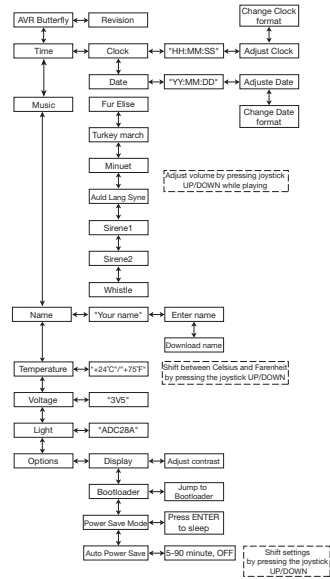 Change Clock
format
AVR Butterfly
Revision
Time
Clock
"HH:MM:SS"
Adjust Clock
Date
"YY:MM:DD"
Adjuste Date
Music
Fur Elise
Change Date
format
Turkey march
Minuet
Adjust volume by pressing joystick
UP/DOWN while playing
Auld Lang Syne
Sirene1
Sirene2
Whistle
Name
"Your name"
Enter name
Download name
Temperature
"+24°C"/"+75°F"
Shift between Celsius and Farenheit
by pressing the joystick UP/DOWN
Voltage
"3V5"
Light
"ADC28A"
Options
Display
Adjust contrast
Bootloader
Jump to
Bootloader
Power Save Mode
Press ENTER
to sleep
Auto Power Save
5-90 minute, OFF
Shift settings
by pressing the joystick
UP/DOWN